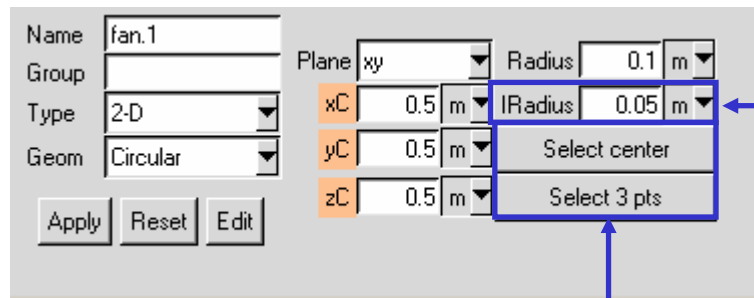 Name fan.1
Group
Type 2-D
Geom Circular
Apply Reset Edit
Plane xy
xC 0.5 m
yC 0.5 m
zC 0.5 m
Radius 0.1 m
IRadius 0.05 m
Select center
Select 3 pts